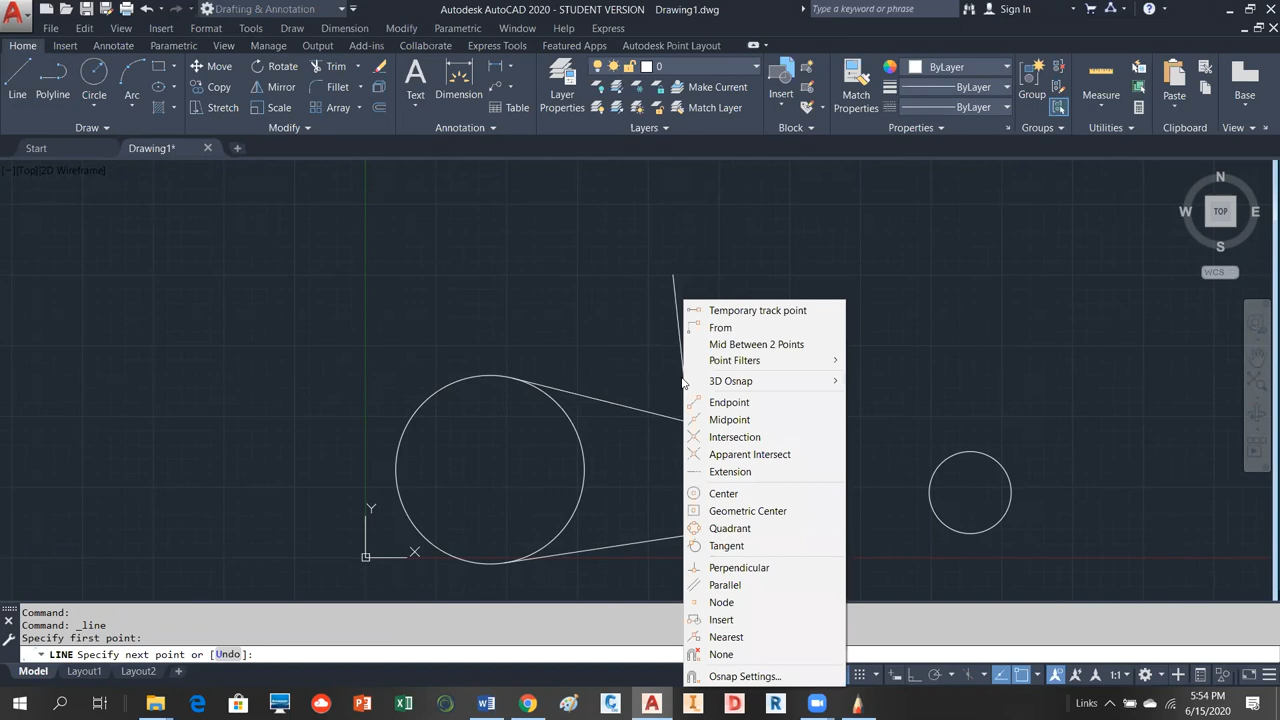 Drafting & Annotation
Autodesk AutoCAD 2020 - STUDENT VERSION Drawing1.dwg
Type a keyword or phrase
Sign In
File Edit View Insert Format Tools Draw Dimension Modify Parametric Window Help Express
Home Insert Annotate Parametric View Manage Output Add-ins Collaborate Express Tools Featured Apps Autodesk Point Layout
Line Polyline Circle Arc
Move Rotate Trim
Copy Mirror Fillet
Stretch Scale Array
Text Dimension Table
Layer
Properties
0
Make Current
Match Layer
Insert
Match
Properties
ByLayer
ByLayer
ByLayer
Group
Measure
Paste
Base
Draw Modify Annotation Layers Block Properties Groups Utilities Clipboard View
Start Drawing1*
[−][Top][2D Wireframe]
N
W TOP E
S
WCS
Y
X
Temporary track point
From
Mid Between 2 Points
Point Filters
3D Osnap
Endpoint
Midpoint
Intersection
Apparent Intersect
Extension
Center
Geometric Center
Quadrant
Tangent
Perpendicular
Parallel
Node
Insert
Nearest
None
Osnap Settings...
Command:
Command: _line
Specify first point:
LINE Specify next point or [Undo]:
Model Layout1 Layout2
1:1
Links
5:54 PM
6/15/2020